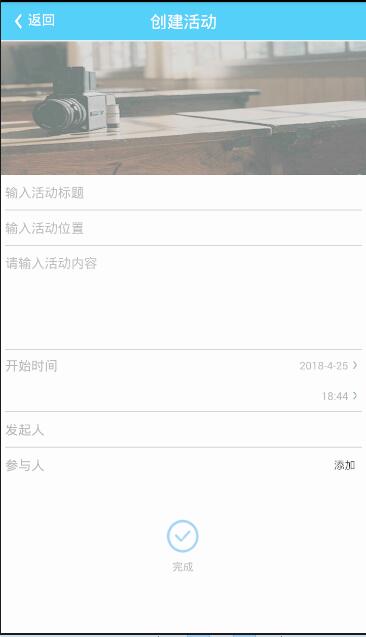 返回
创建活动
输入活动标题
输入活动位置
请输入活动内容
开始时间 2018-4-25
18:44
发起人
参与人 添加
完成